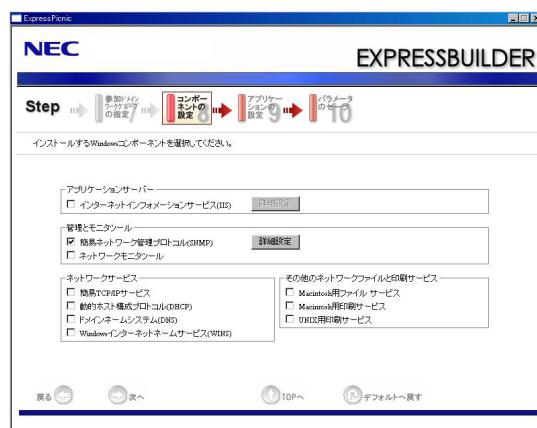 ExpressPicnic
NEC
EXPRESSBUILDER
Step
参加ドメイン ワークグループ の指定 7
コンポーネントの 設定 8
アプリケーションの 設定 9
パラメータ のセーブ 10
インストールするWindowsコンポーネントを選択してください。
アプリケーションサーバー
インターネットインフォメーションサービス(IIS)
詳細設定
管理とモニタツール
簡易ネットワーク管理プロトコル(SNMP)
詳細設定
ネットワークモニタツール
ネットワークサービス
簡易TCP/IPサービス
動的ホスト構成プロトコル(DHCP)
ドメインネームシステム(DNS)
Windowsインターネットネームサービス(WINS)
その他のネットワークファイルと印刷サービス
Macintosh用ファイル サービス
Macintosh用印刷サービス
UNIX用印刷サービス
戻る
次へ
TOPへ
デフォルトへ戻す